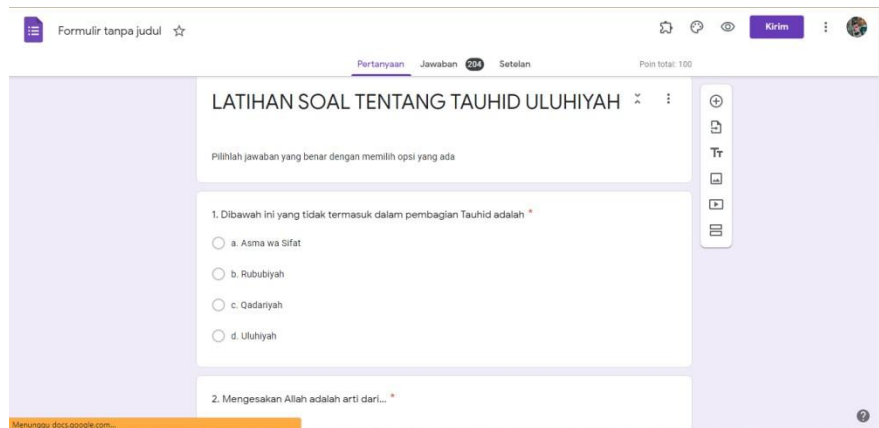 Formulir tanpa judul
Kirim
Pertanyaan Jawaban 204 Setelan Poin total: 100
LATIHAN SOAL TENTANG TAUHID ULUHIYAH
Pilihlah jawaban yang benar dengan memilih opsi yang ada
1. Dibawah ini yang tidak termasuk dalam pembagian Tauhid adalah *
a. Asma wa Sifat
b. Rububiyah
c. Qadariyah
d. Uluhiyah
2. Mengesakan Allah adalah arti dari... *
Menunggu docs.google.com...